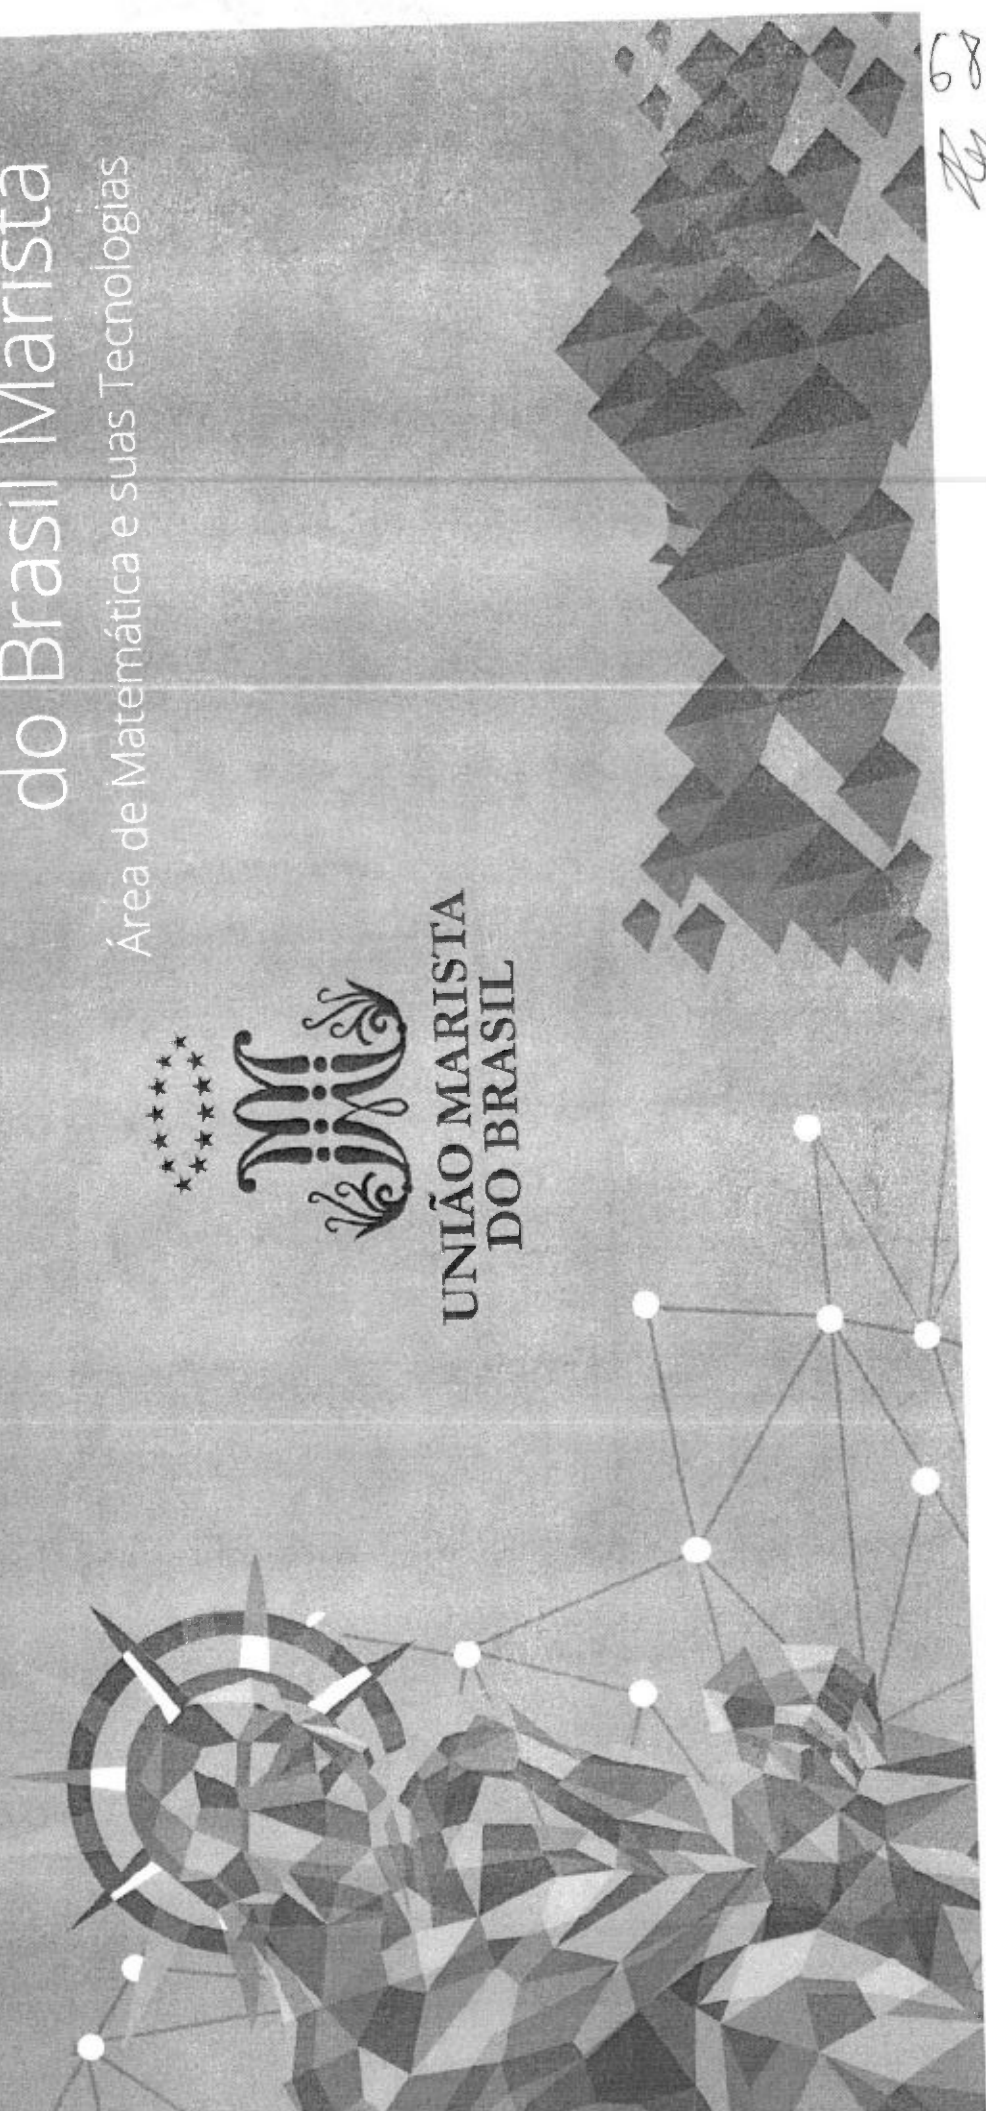 do Brasil Marista
Área de Matemática e suas Tecnologias
UNIÃO MARISTA
DO BRASIL
68